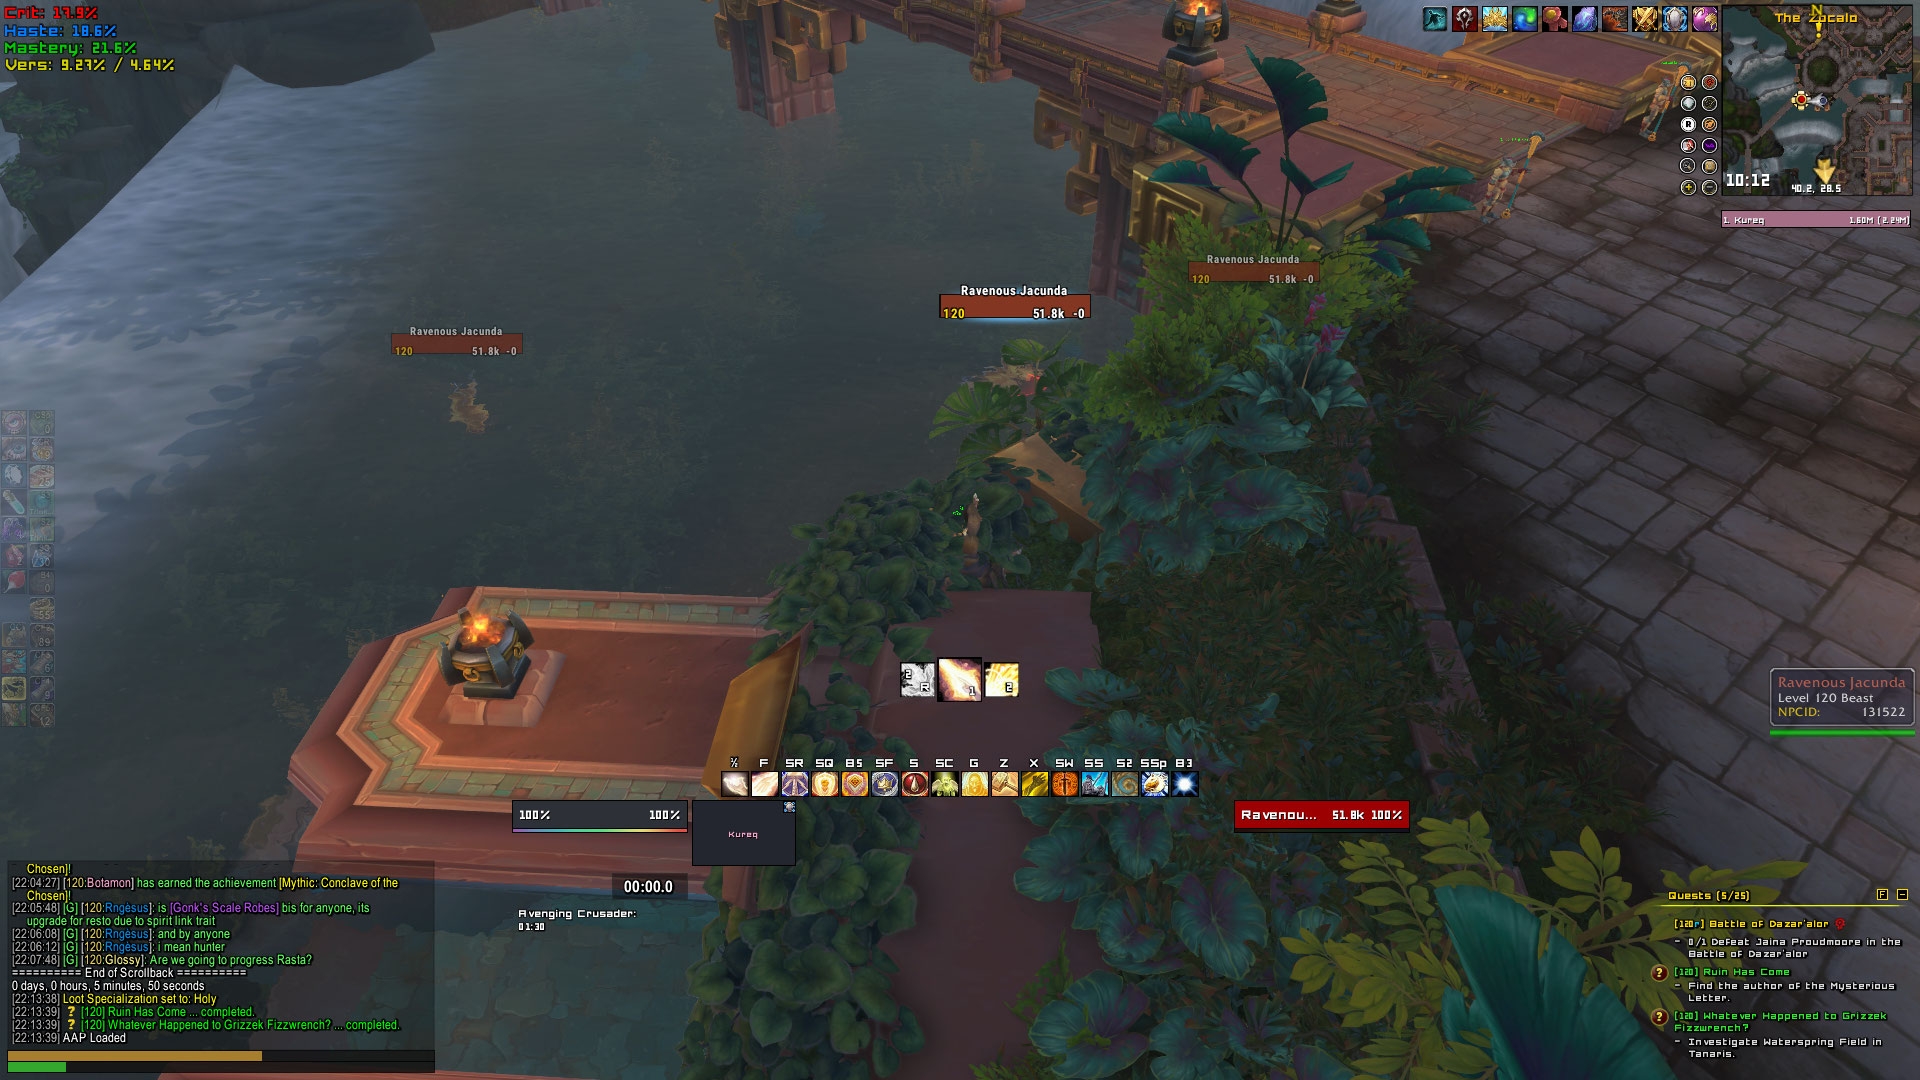 Crit: 17.9%
Haste: 18.6%
Mastery: 21.6%
Vers: 9.27% / 4.64%
The Zocalo
N
10:12
40.2, 28.5
1. Kureq 1.60M (2.24M)
Ravenous Jacunda
120 51.8k -0
Ravenous Jacunda
120 51.8k -0
Ravenous Jacunda
120 51.8k -0
2 R 1 2
Ravenous Jacunda
Level 120 Beast
NPCID: 131522
F SR SQ B5 SF S SC G Z X SW SS S2 SSp B3
100% 100%
Kureq
Ravenou... 51.8k 100%
00:00.0
Avenging Crusader:
01:30
Chosen]!
[22:04:27] [120:Botamon] has earned the achievement [Mythic: Conclave of the
Chosen]!
[22:05:48] [G] [120:Rngèsus]: is [Gonk's Scale Robes] bis for anyone, its
upgrade for resto due to spirit link trait
[22:06:08] [G] [120:Rngèsus]: and by anyone
[22:06:12] [G] [120:Rngèsus]: i mean hunter
[22:07:48] [G] [120:Glossy]: Are we going to progress Rasta?
========== End of Scrollback ==========
0 days, 0 hours, 5 minutes, 50 seconds
[22:13:38] Loot Specialization set to: Holy
[22:13:39] ? [120] Ruin Has Come ... completed.
[22:13:39] ? [120] Whatever Happened to Grizzek Fizzwrench? ... completed.
[22:13:39] AAP Loaded
Quests (5/25) F −
[120r] Battle of Dazar'alor
- 0/1 Defeat Jaina Proudmoore in the
Battle of Dazar'alor
? [120] Ruin Has Come
- Find the author of the Mysterious
Letter.
? [120] Whatever Happened to Grizzek
Fizzwrench?
- Investigate Waterspring Field in
Tanaris.